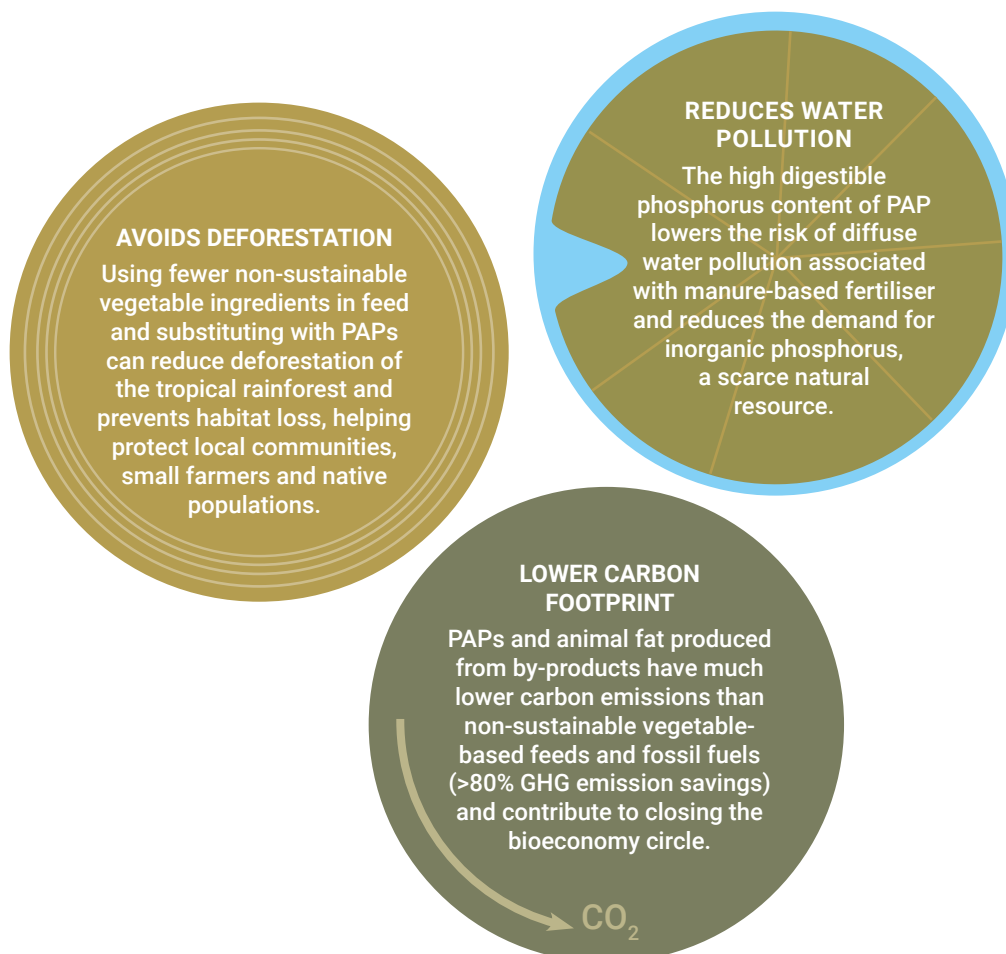 AVOIDS DEFORESTATION
Using fewer non-sustainable
vegetable ingredients in feed
and substituting with PAPs
can reduce deforestation of
the tropical rainforest and
prevents habitat loss, helping
protect local communities,
small farmers and native
populations.
REDUCES WATER
POLLUTION
The high digestible
phosphorus content of PAP
lowers the risk of diffuse
water pollution associated
with manure-based fertiliser
and reduces the demand for
inorganic phosphorus,
a scarce natural
resource.
LOWER CARBON
FOOTPRINT
PAPs and animal fat produced
from by-products have much
lower carbon emissions than
non-sustainable vegetable-
based feeds and fossil fuels
(>80% GHG emission savings)
and contribute to closing the
bioeconomy circle.
CO₂